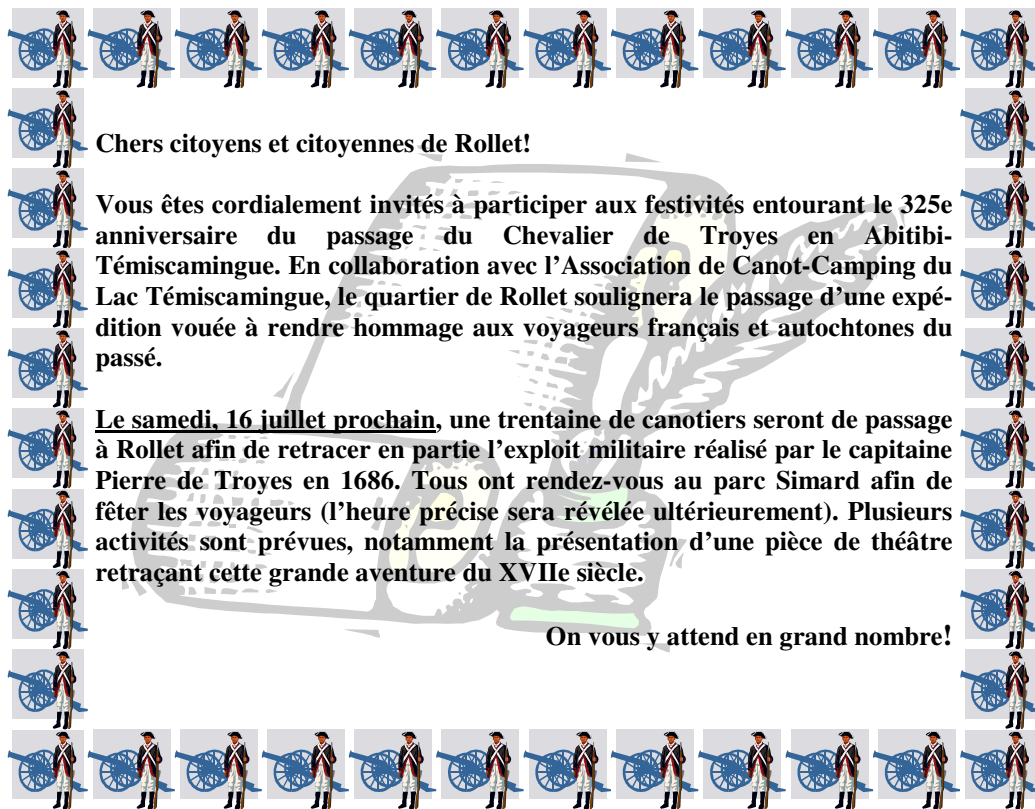 Chers citoyens et citoyennes de Rollet!
Vous êtes cordialement invités à participer aux festivités entourant le 325e
anniversaire du passage du Chevalier de Troyes en Abitibi-
Témiscamingue. En collaboration avec l'Association de Canot-Camping du
Lac Témiscamingue, le quartier de Rollet soulignera le passage d'une expé-
dition vouée à rendre hommage aux voyageurs français et autochtones du
passé.
Le samedi, 16 juillet prochain, une trentaine de canotiers seront de passage
à Rollet afin de retracer en partie l'exploit militaire réalisé par le capitaine
Pierre de Troyes en 1686. Tous ont rendez-vous au parc Simard afin de
fêter les voyageurs (l'heure précise sera révélée ultérieurement). Plusieurs
activités sont prévues, notamment la présentation d'une pièce de théâtre
retraçant cette grande aventure du XVIIe siècle.
On vous y attend en grand nombre!